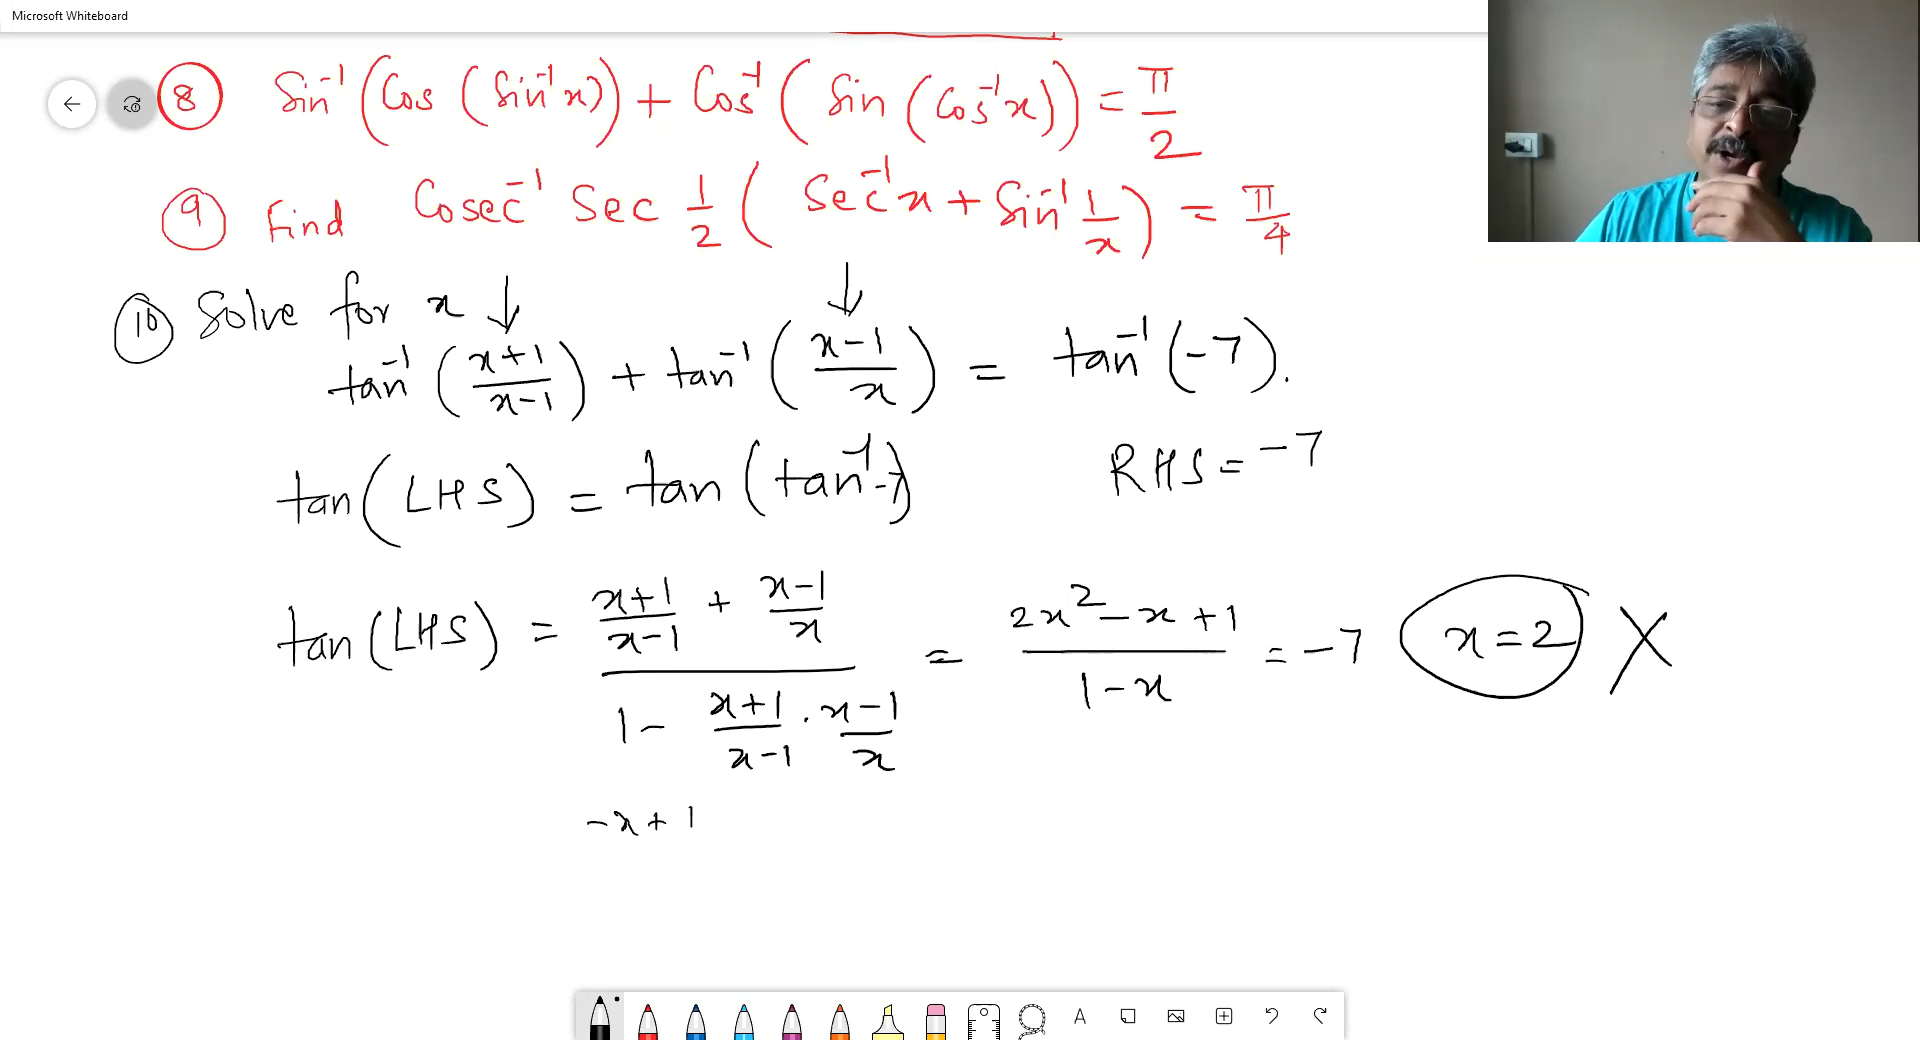 Microsoft Whiteboard
8 Sin⁻¹(Cos(Sin⁻¹x)) + Cos⁻¹(Sin(Cos⁻¹x)) = π/2
9 Find Cosec⁻¹ Sec 1/2 (Sec⁻¹x + Sin⁻¹ 1/x) = π/4
10 Solve for x ↓ ↓
tan⁻¹((x+1)/(x-1)) + tan⁻¹((x-1)/x) = tan⁻¹(-7).
tan(LHS) = tan(tan⁻¹-7) RHS = -7
tan(LHS) = ((x+1)/(x-1) + (x-1)/x)/(1 - (x+1)/(x-1) . (x-1)/x) = (2x²-x+1)/(1-x) = -7 x=2 X
-x+1
A